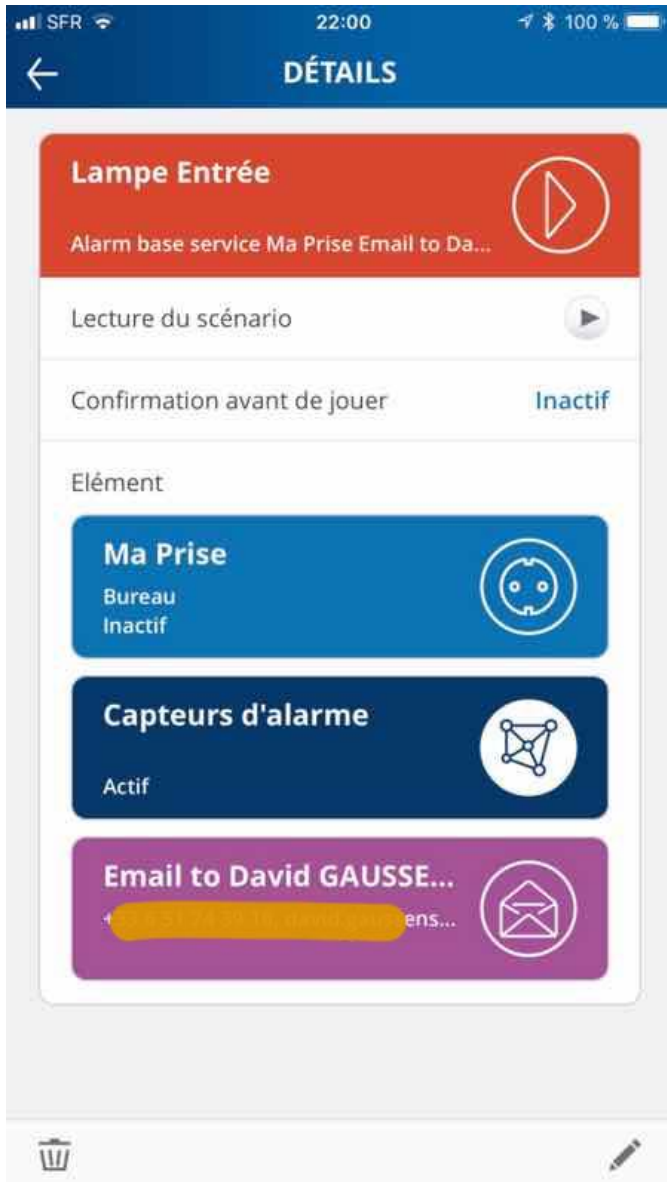 SFR 22:00 100 %
DÉTAILS
Lampe Entrée
Alarm base service Ma Prise Email to Da...
Lecture du scénario
Confirmation avant de jouer Inactif
Elément
Ma Prise
Bureau
Inactif
Capteurs d'alarme
Actif
Email to David GAUSSE...
ens...